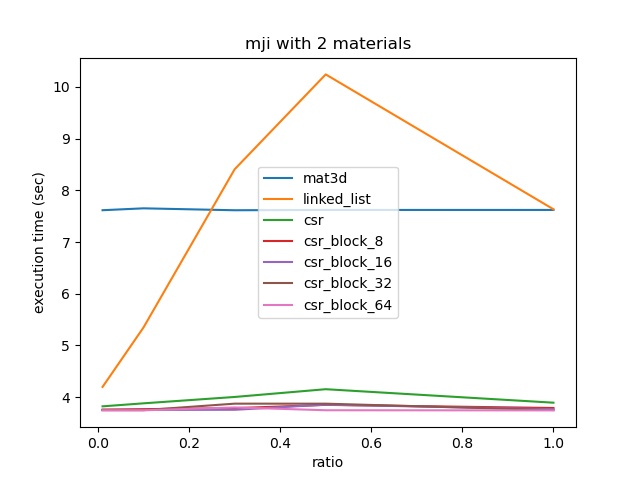 mji with 2 materials
execution time (sec)
10
9
8
7
6
5
4
mat3d
linked_list
csr
csr_block_8
csr_block_16
csr_block_32
csr_block_64
0.0 0.2 0.4 0.6 0.8 1.0
ratio